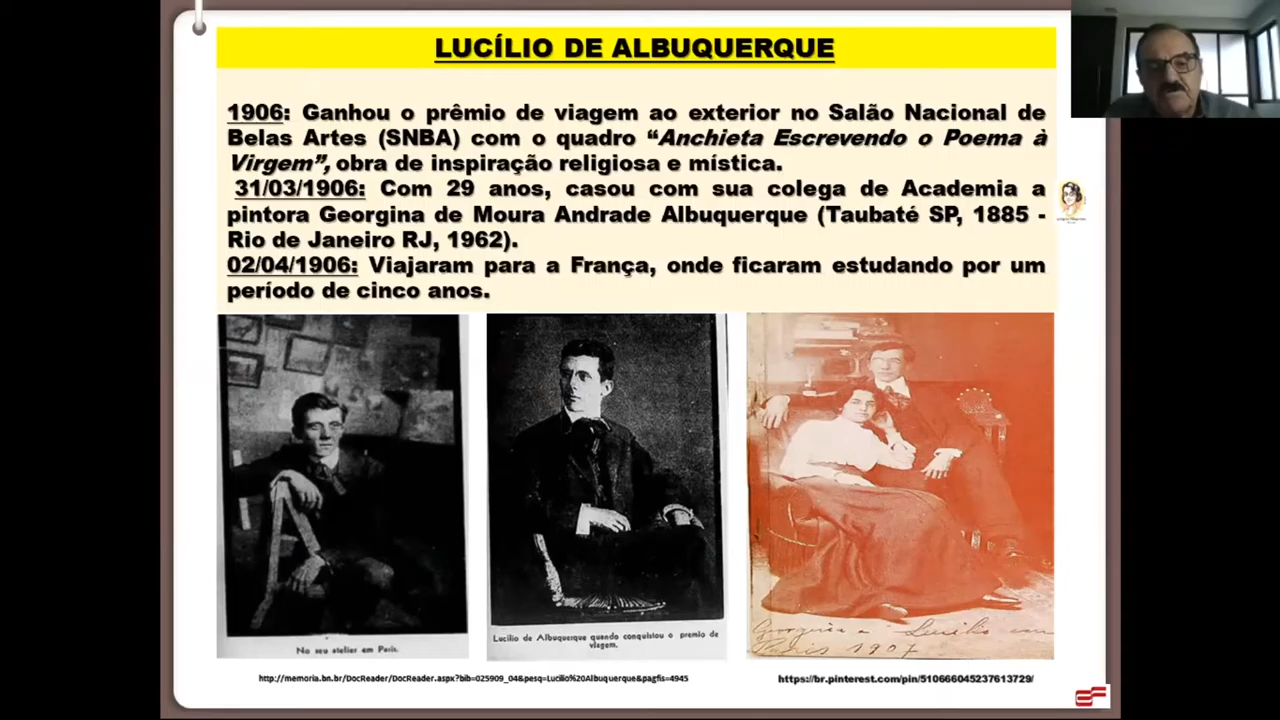 LUCÍLIO DE ALBUQUERQUE
1906: Ganhou o prêmio de viagem ao exterior no Salão Nacional de
Belas Artes (SNBA) com o quadro “Anchieta Escrevendo o Poema à
Virgem”, obra de inspiração religiosa e mística.
31/03/1906: Com 29 anos, casou com sua colega de Academia a
pintora Georgina de Moura Andrade Albuquerque (Taubaté SP, 1885 -
Rio de Janeiro RJ, 1962).
02/04/1906: Viajaram para a França, onde ficaram estudando por um
período de cinco anos.
No seu atelier em Paris.
Lucilio de Albuquerque quando conquistou o premio de
viagem.
Georgina e Lucilio em
Paris 1907
http://memoria.bn.br/DocReader/DocReader.aspx?bib=025909_04&pesq=Lucilio%20Albuquerque&pagfis=4945
https://br.pinterest.com/pin/510666045237613729/